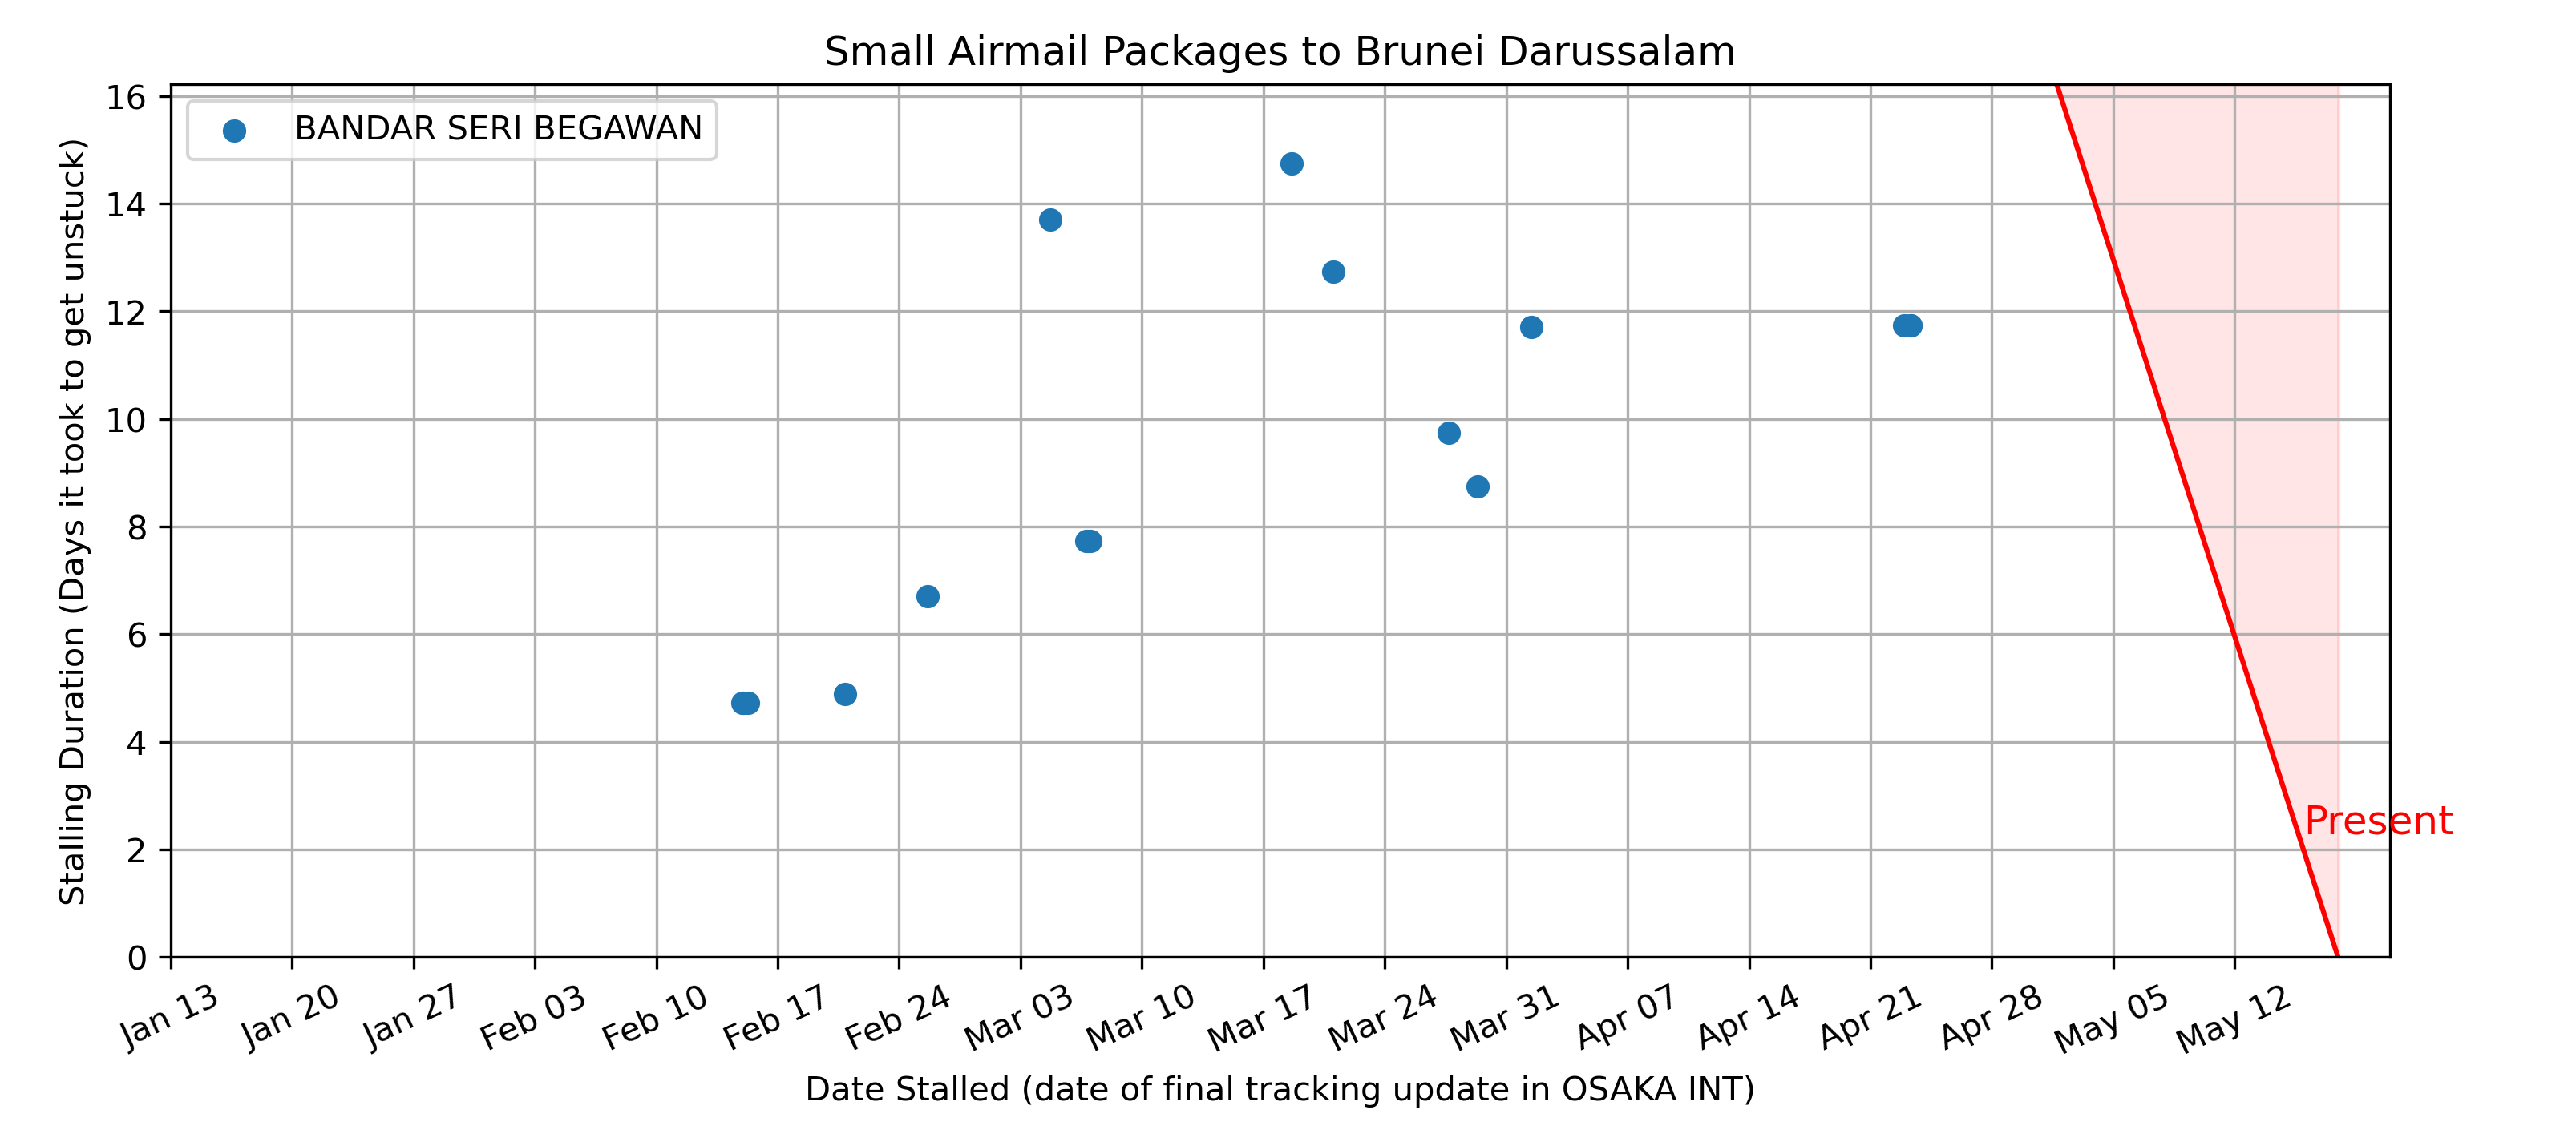 Small Airmail Packages to Brunei Darussalam
BANDAR SERI BEGAWAN
Stalling Duration (Days it took to get unstuck)
16
14
12
10
8
6
4
2
0
Present
Jan 13 Jan 20 Jan 27 Feb 03 Feb 10 Feb 17 Feb 24 Mar 03 Mar 10 Mar 17 Mar 24 Mar 31 Apr 07 Apr 14 Apr 21 Apr 28 May 05 May 12
Date Stalled (date of final tracking update in OSAKA INT)